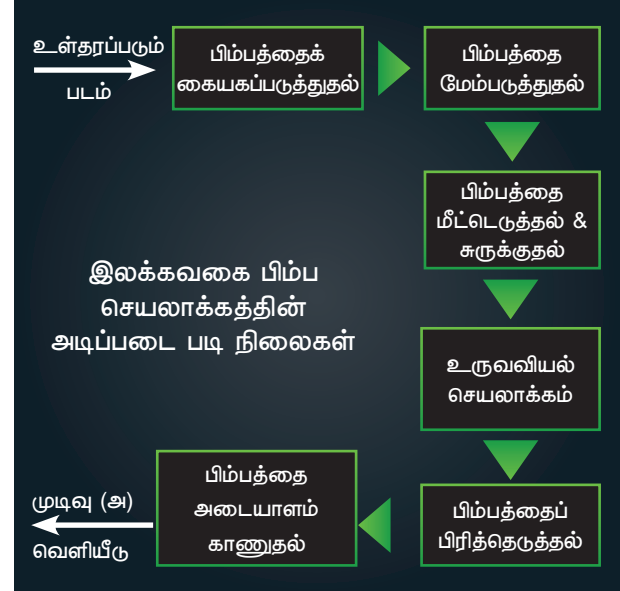 உள்தரப்படும்
படம்
பிம்பத்தைக்
கையகப்படுத்துதல்
பிம்பத்தை
மேம்படுத்துதல்
பிம்பத்தை
மீட்டெடுத்தல் &
சுருக்குதல்
இலக்கவகை பிம்ப
செயலாக்கத்தின்
அடிப்படை படி நிலைகள்
உருவவியல்
செயலாக்கம்
பிம்பத்தைப்
பிரித்தெடுத்தல்
பிம்பத்தை
அடையாளம்
காணுதல்
முடிவு (அ)
வெளியீடு